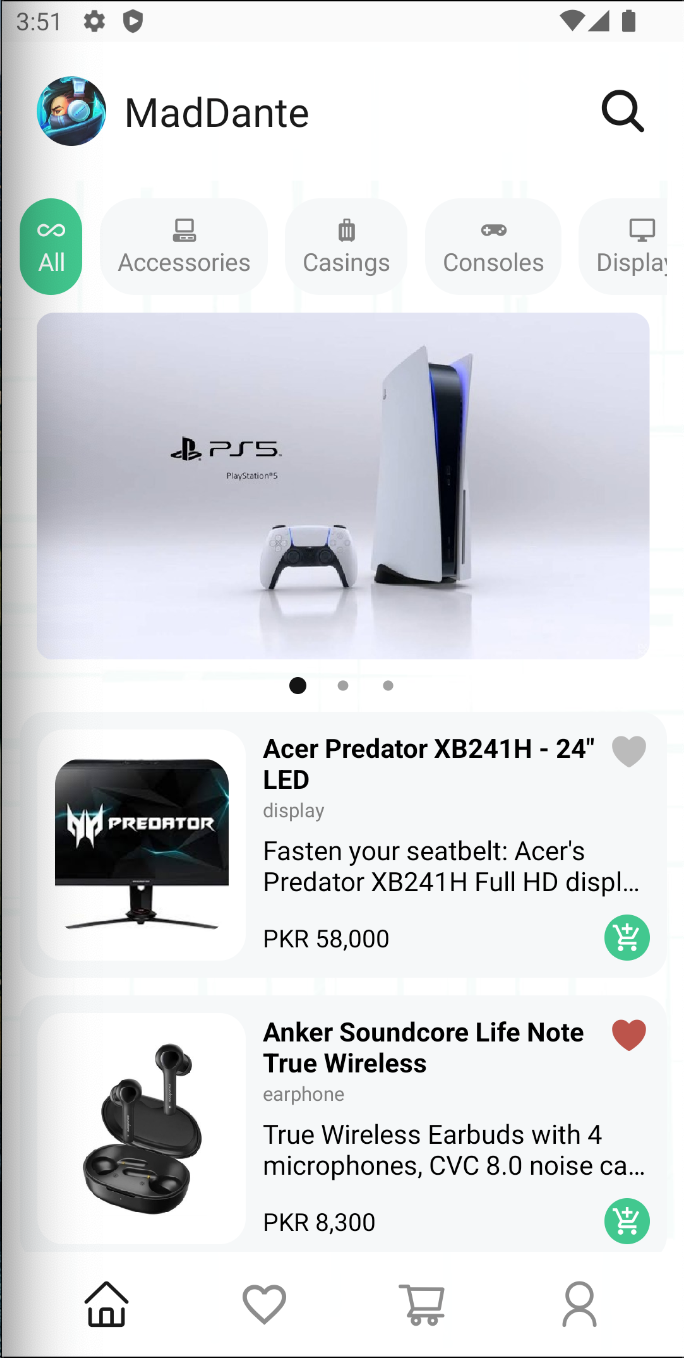 3:51
MadDante
All
Accessories
Casings
Consoles
Display
PS5
PlayStation®5
Acer Predator XB241H - 24"
LED
display
PREDATOR
Fasten your seatbelt: Acer's
Predator XB241H Full HD displ...
PKR 58,000
Anker Soundcore Life Note
True Wireless
earphone
True Wireless Earbuds with 4
microphones, CVC 8.0 noise ca...
PKR 8,300